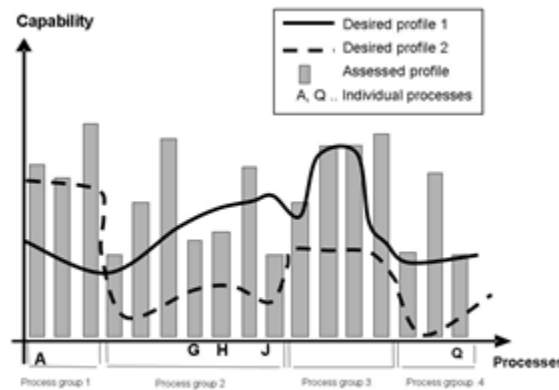 Capability
Desired profile 1
Desired profile 2
Assessed profile
A, Q .. Individual processes
Processes
A
G H J
Q
Process group 1
Process group 2
Process group 3
Process group 4